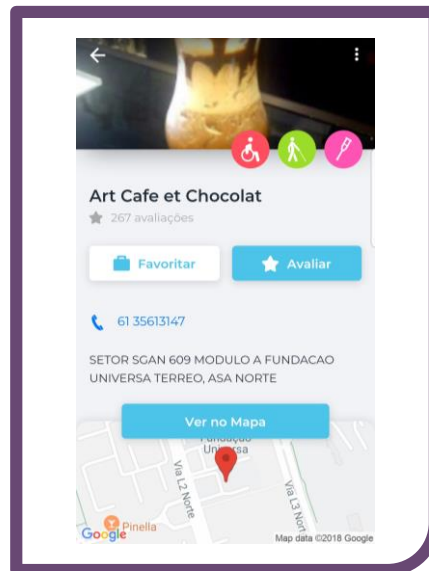 Art Cafe et Chocolat
267 avaliações
Favoritar
Avaliar
61 35613147
SETOR SGAN 609 MODULO A FUNDACAO
UNIVERSA TERREO, ASA NORTE
Ver no Mapa
Fundação
Universa
Via L2 Norte
Via L3 Nort
Pinella
Google
Map data ©2018 Google